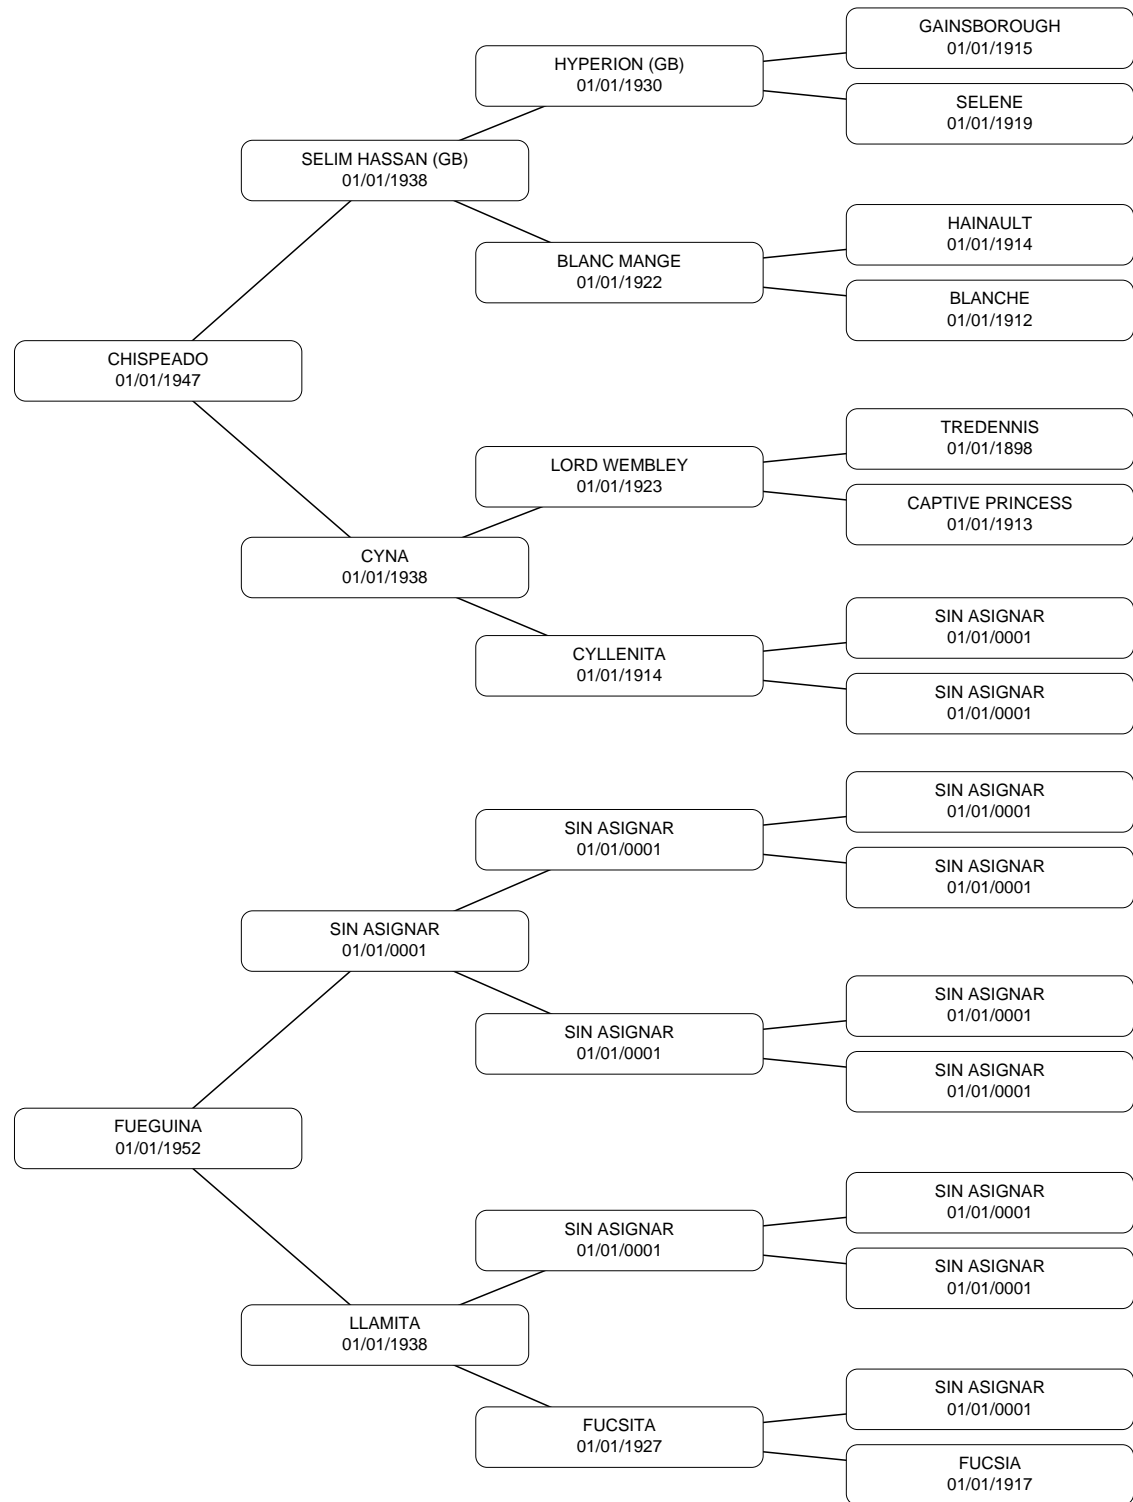 GAINSBOROUGH
01/01/1915
HYPERION (GB)
01/01/1930
SELENE
01/01/1919
SELIM HASSAN (GB)
01/01/1938
HAINAULT
01/01/1914
BLANC MANGE
01/01/1922
BLANCHE
01/01/1912
CHISPEADO
01/01/1947
TREDENNIS
01/01/1898
LORD WEMBLEY
01/01/1923
CAPTIVE PRINCESS
01/01/1913
CYNA
01/01/1938
SIN ASIGNAR
01/01/0001
CYLLENITA
01/01/1914
SIN ASIGNAR
01/01/0001
SIN ASIGNAR
01/01/0001
SIN ASIGNAR
01/01/0001
SIN ASIGNAR
01/01/0001
SIN ASIGNAR
01/01/0001
SIN ASIGNAR
01/01/0001
SIN ASIGNAR
01/01/0001
SIN ASIGNAR
01/01/0001
FUEGUINA
01/01/1952
SIN ASIGNAR
01/01/0001
SIN ASIGNAR
01/01/0001
SIN ASIGNAR
01/01/0001
LLAMITA
01/01/1938
SIN ASIGNAR
01/01/0001
FUCSITA
01/01/1927
FUCSIA
01/01/1917